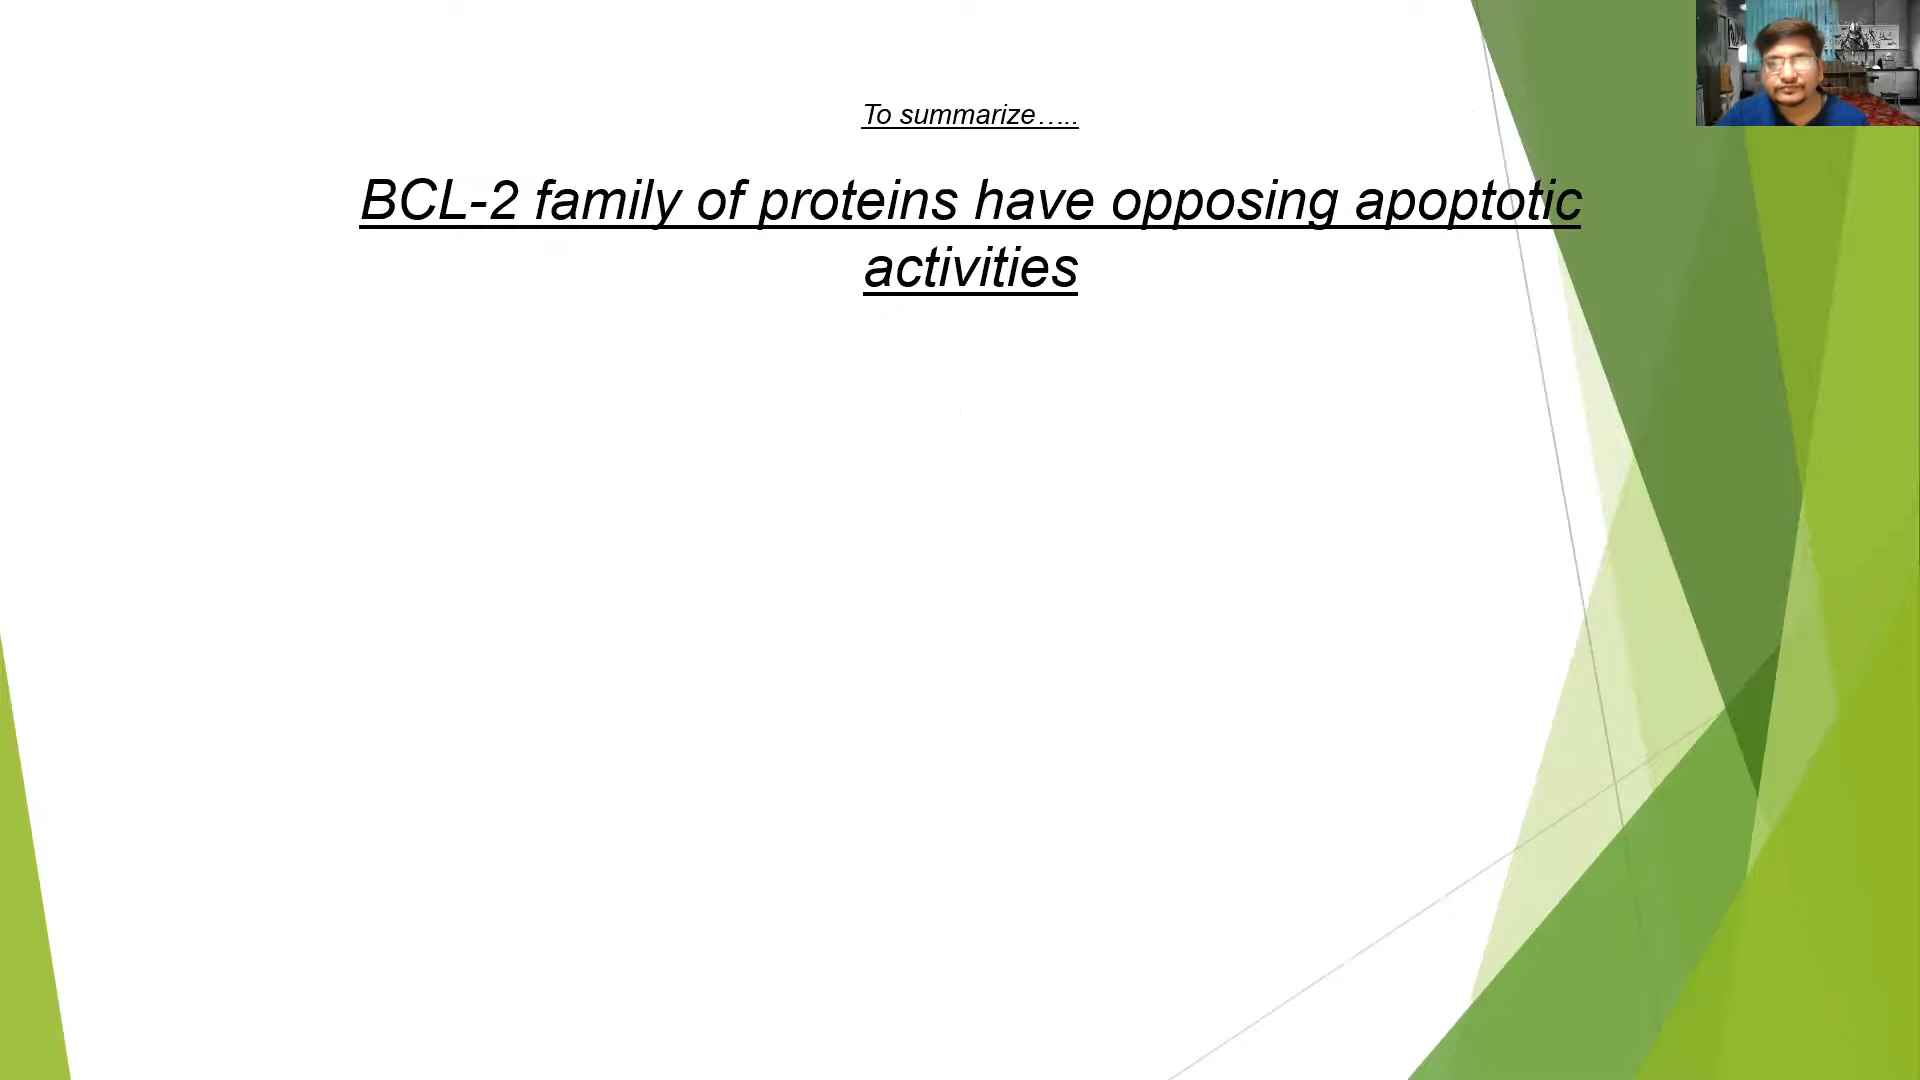 To summarize…..
BCL-2 family of proteins have opposing apoptotic
activities